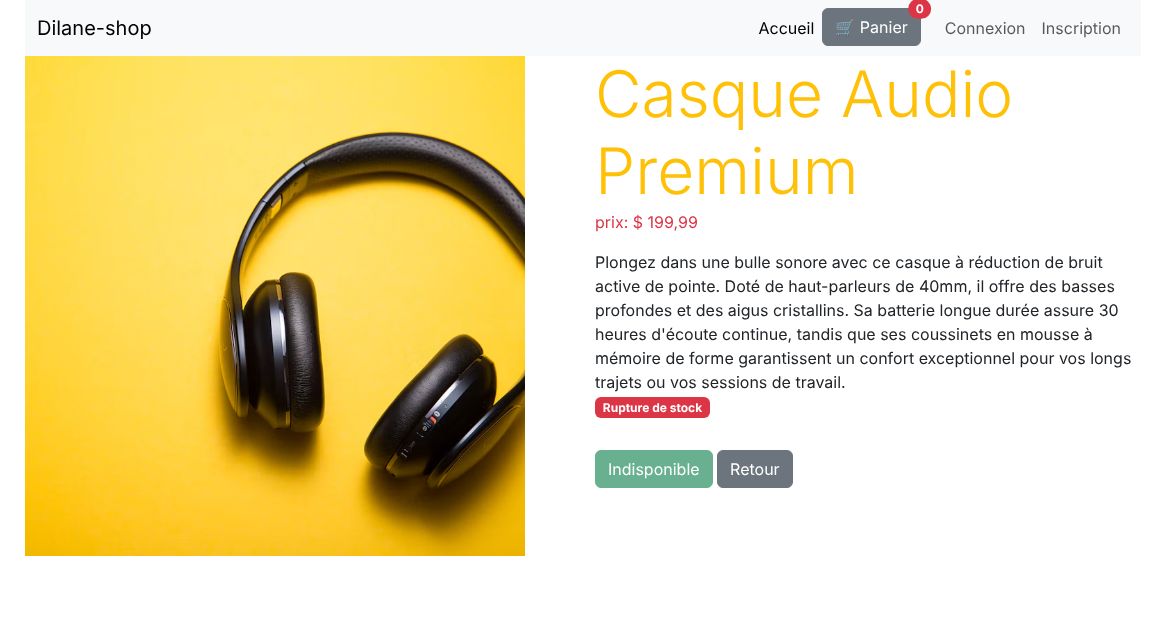 Dilane-shop
Accueil
🛒 Panier
0
Connexion
Inscription
Casque Audio
Premium
prix: $ 199,99
Plongez dans une bulle sonore avec ce casque à réduction de bruit
active de pointe. Doté de haut-parleurs de 40mm, il offre des basses
profondes et des aigus cristallins. Sa batterie longue durée assure 30
heures d'écoute continue, tandis que ses coussinets en mousse à
mémoire de forme garantissent un confort exceptionnel pour vos longs
trajets ou vos sessions de travail.
Rupture de stock
Indisponible
Retour